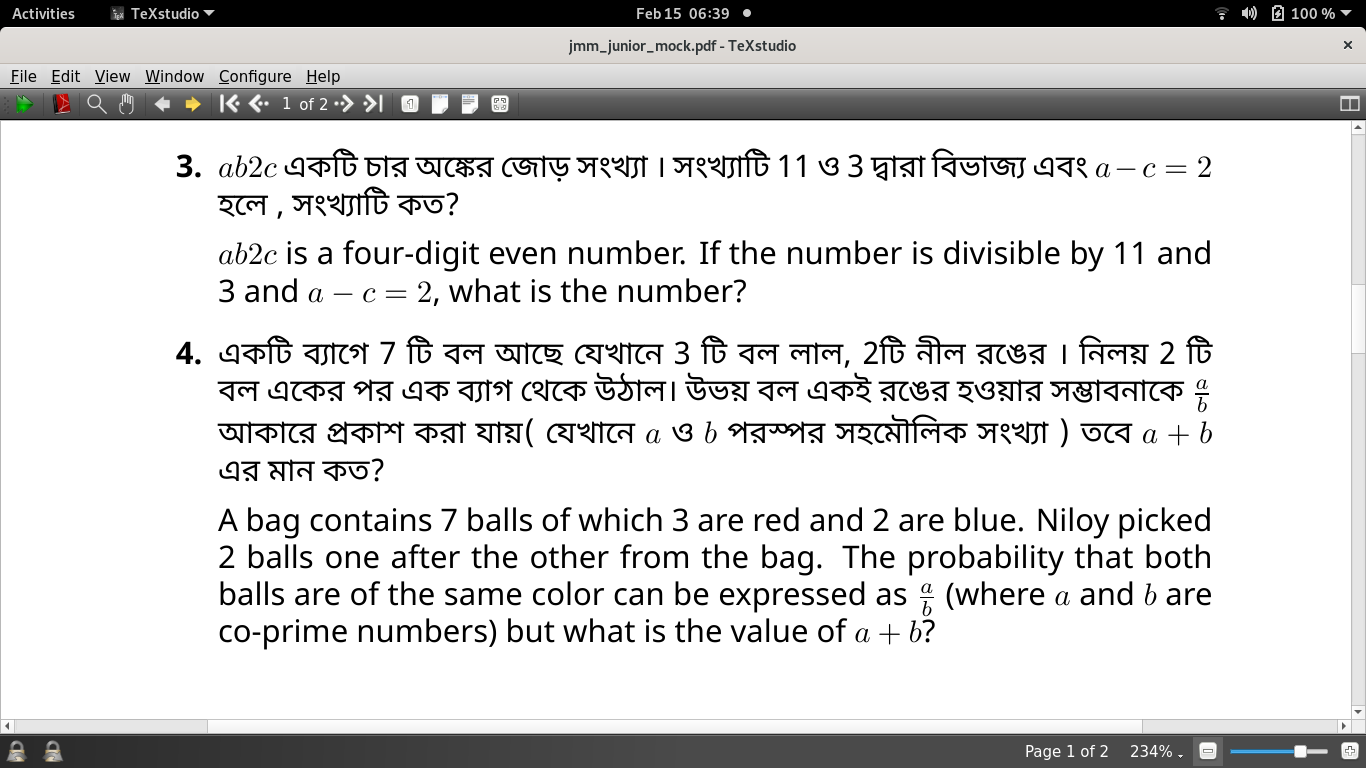 Activities TeXstudio Feb 15 06:39 100 %
jmm_junior_mock.pdf - TeXstudio
File Edit View Window Configure Help
1 of 2
3. ab2c একটি চার অঙ্কের জোড় সংখ্যা । সংখ্যাটি 11 ও 3 দ্বারা বিভাজ্য এবং a − c = 2
হলে , সংখ্যাটি কত?
ab2c is a four-digit even number. If the number is divisible by 11 and
3 and a − c = 2, what is the number?
4. একটি ব্যাগে 7 টি বল আছে যেখানে 3 টি বল লাল, 2টি নীল রঙের । নিলয় 2 টি
বল একের পর এক ব্যাগ থেকে উঠাল। উভয় বল একই রঙের হওয়ার সম্ভাবনাকে a/b
আকারে প্রকাশ করা যায়( যেখানে a ও b পরস্পর সহমৌলিক সংখ্যা ) তবে a + b
এর মান কত?
A bag contains 7 balls of which 3 are red and 2 are blue. Niloy picked
2 balls one after the other from the bag. The probability that both
balls are of the same color can be expressed as a/b (where a and b are
co-prime numbers) but what is the value of a + b?
Page 1 of 2 234%